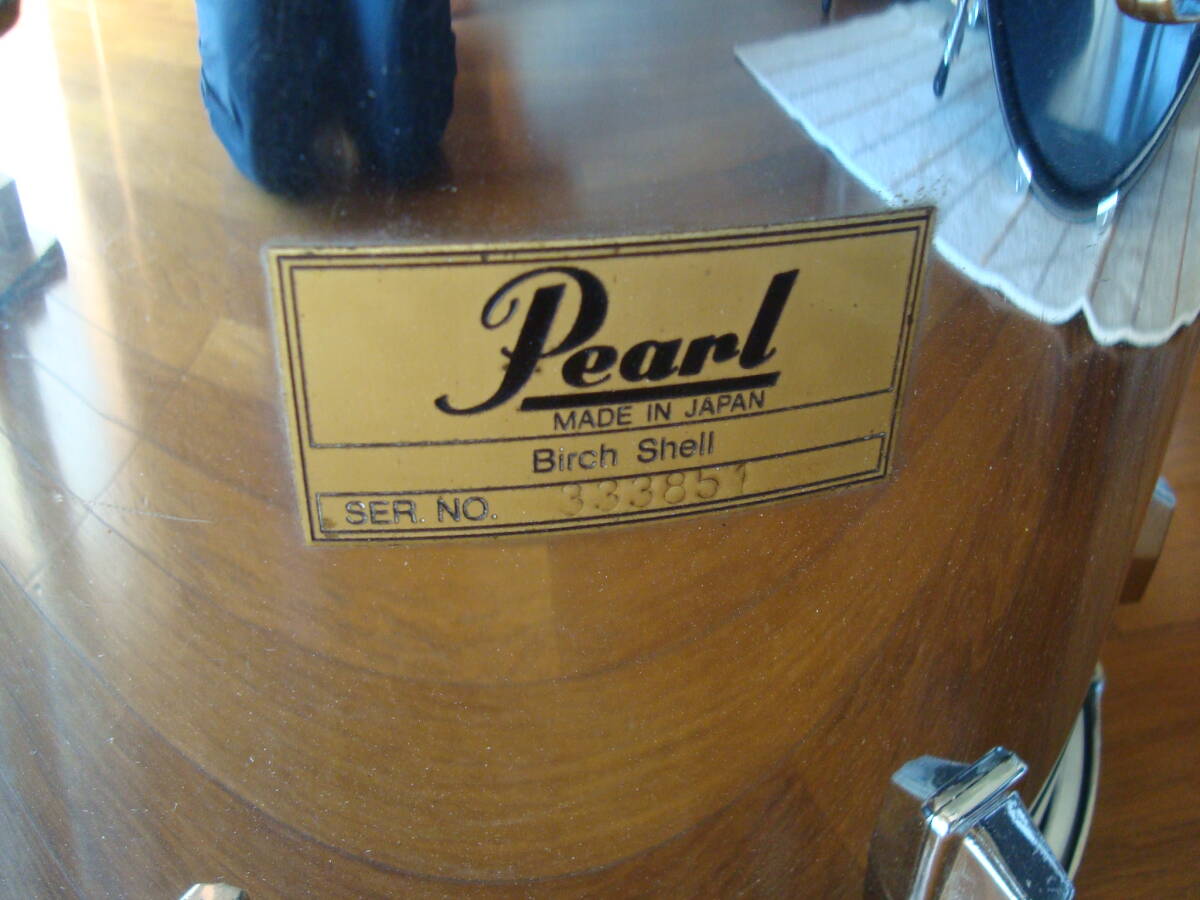 Pearl
MADE IN JAPAN
Birch Shell
SER. NO. 333851